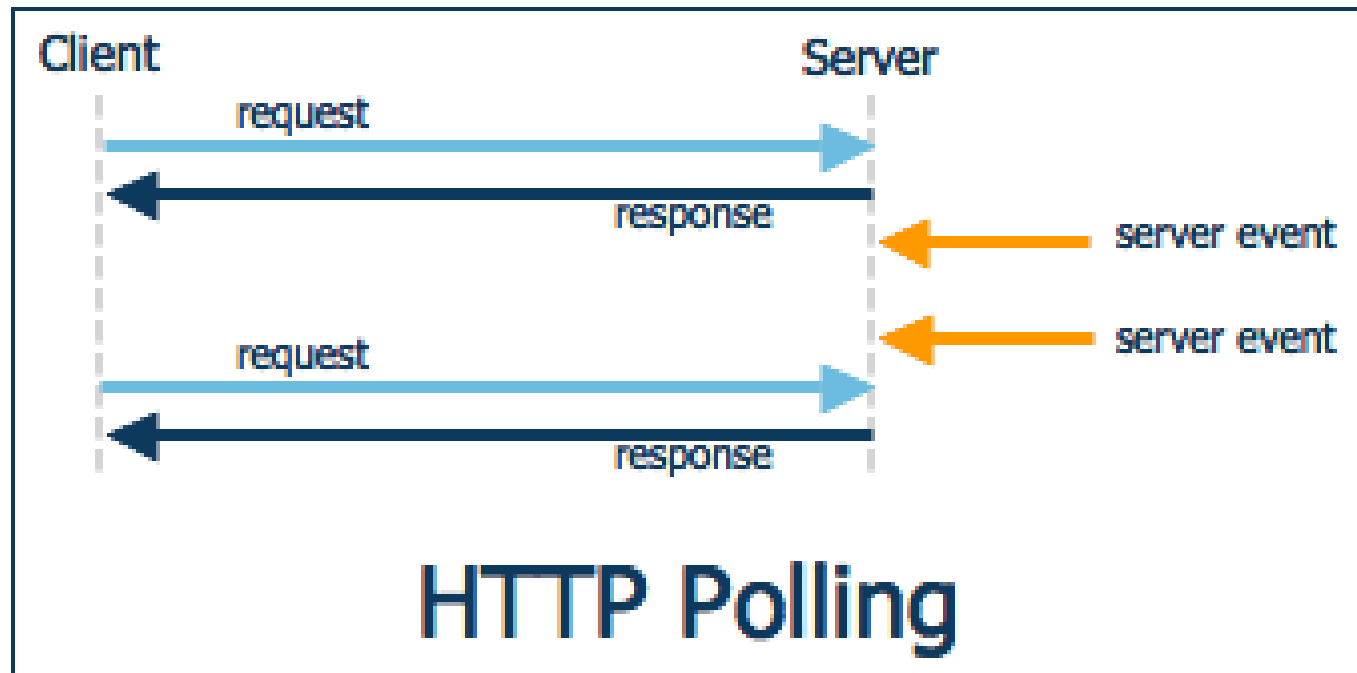 Client
Server
request
response
server event
server event
request
response
HTTP Polling